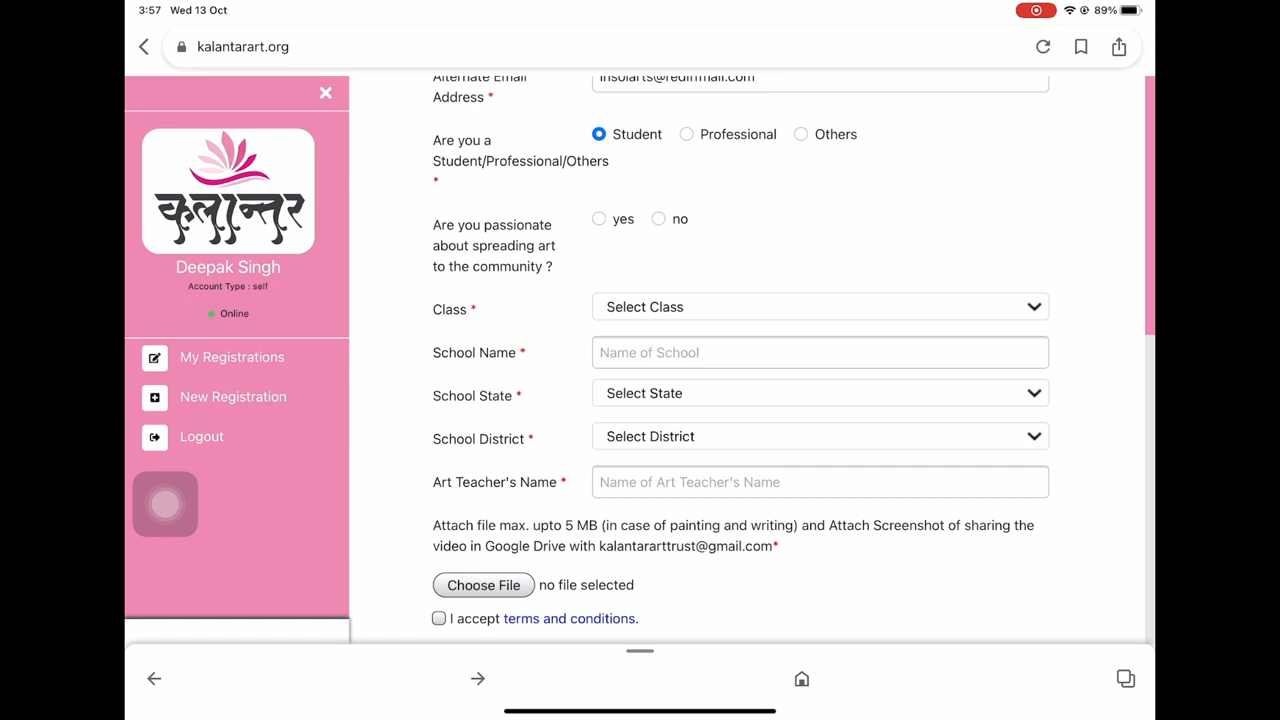 3:57 Wed 13 Oct
89%
kalantarart.org
कलान्तर
Deepak Singh
Account Type : self
Online
My Registrations
New Registration
Logout
Alternate Email
Address *
insolarts@rediffmail.com
Are you a
Student/Professional/Others
*
Student Professional Others
Are you passionate
about spreading art
to the community ?
yes no
Class * Select Class
School Name * Name of School
School State * Select State
School District * Select District
Art Teacher's Name * Name of Art Teacher's Name
Attach file max. upto 5 MB (in case of painting and writing) and Attach Screenshot of sharing the
video in Google Drive with kalantararttrust@gmail.com*
Choose File no file selected
I accept terms and conditions.